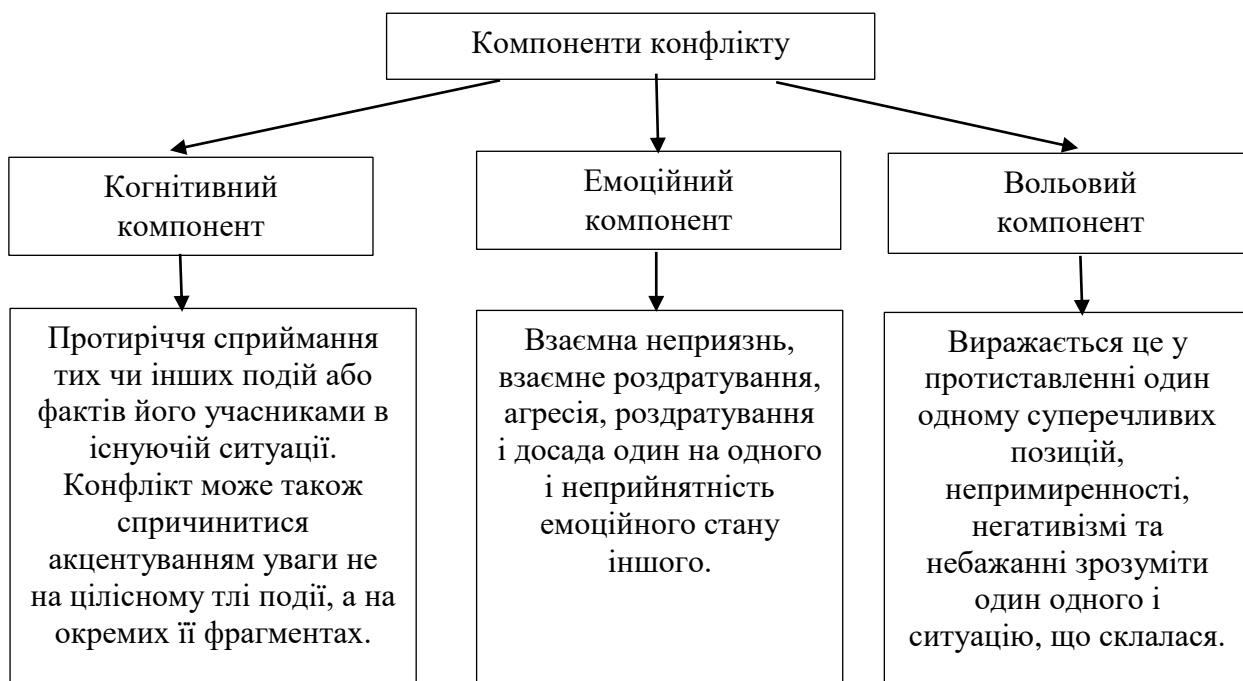 Компоненти конфлікту
Когнітивний
компонент
Емоційний
компонент
Вольовий
компонент
Протиріччя сприймання
тих чи інших подій або
фактів його учасниками в
існуючій ситуації.
Конфлікт може також
спричинитися
акцентуванням уваги не
на цілісному тлі події, а на
окремих її фрагментах.
Взаємна неприязнь,
взаємне роздратування,
агресія, роздратування
і досада один на одного
і неприйнятність
емоційного стану
іншого.
Виражається це у
протиставленні один
одному суперечливих
позицій,
непримиренності,
негативізмі та
небажанні зрозуміти
один одного і
ситуацію, що склалася.